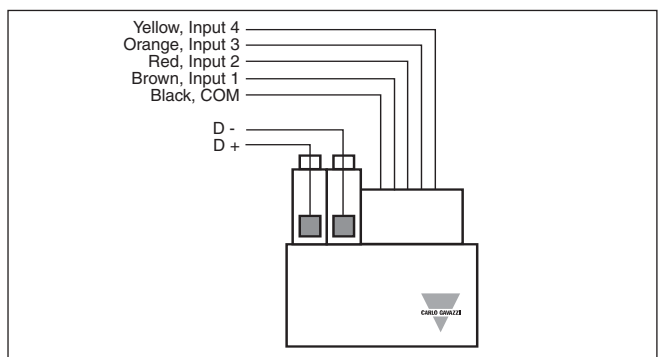 Yellow, Input 4
Orange, Input 3
Red, Input 2
Brown, Input 1
Black, COM
D -
D +
CARLO GAVAZZI